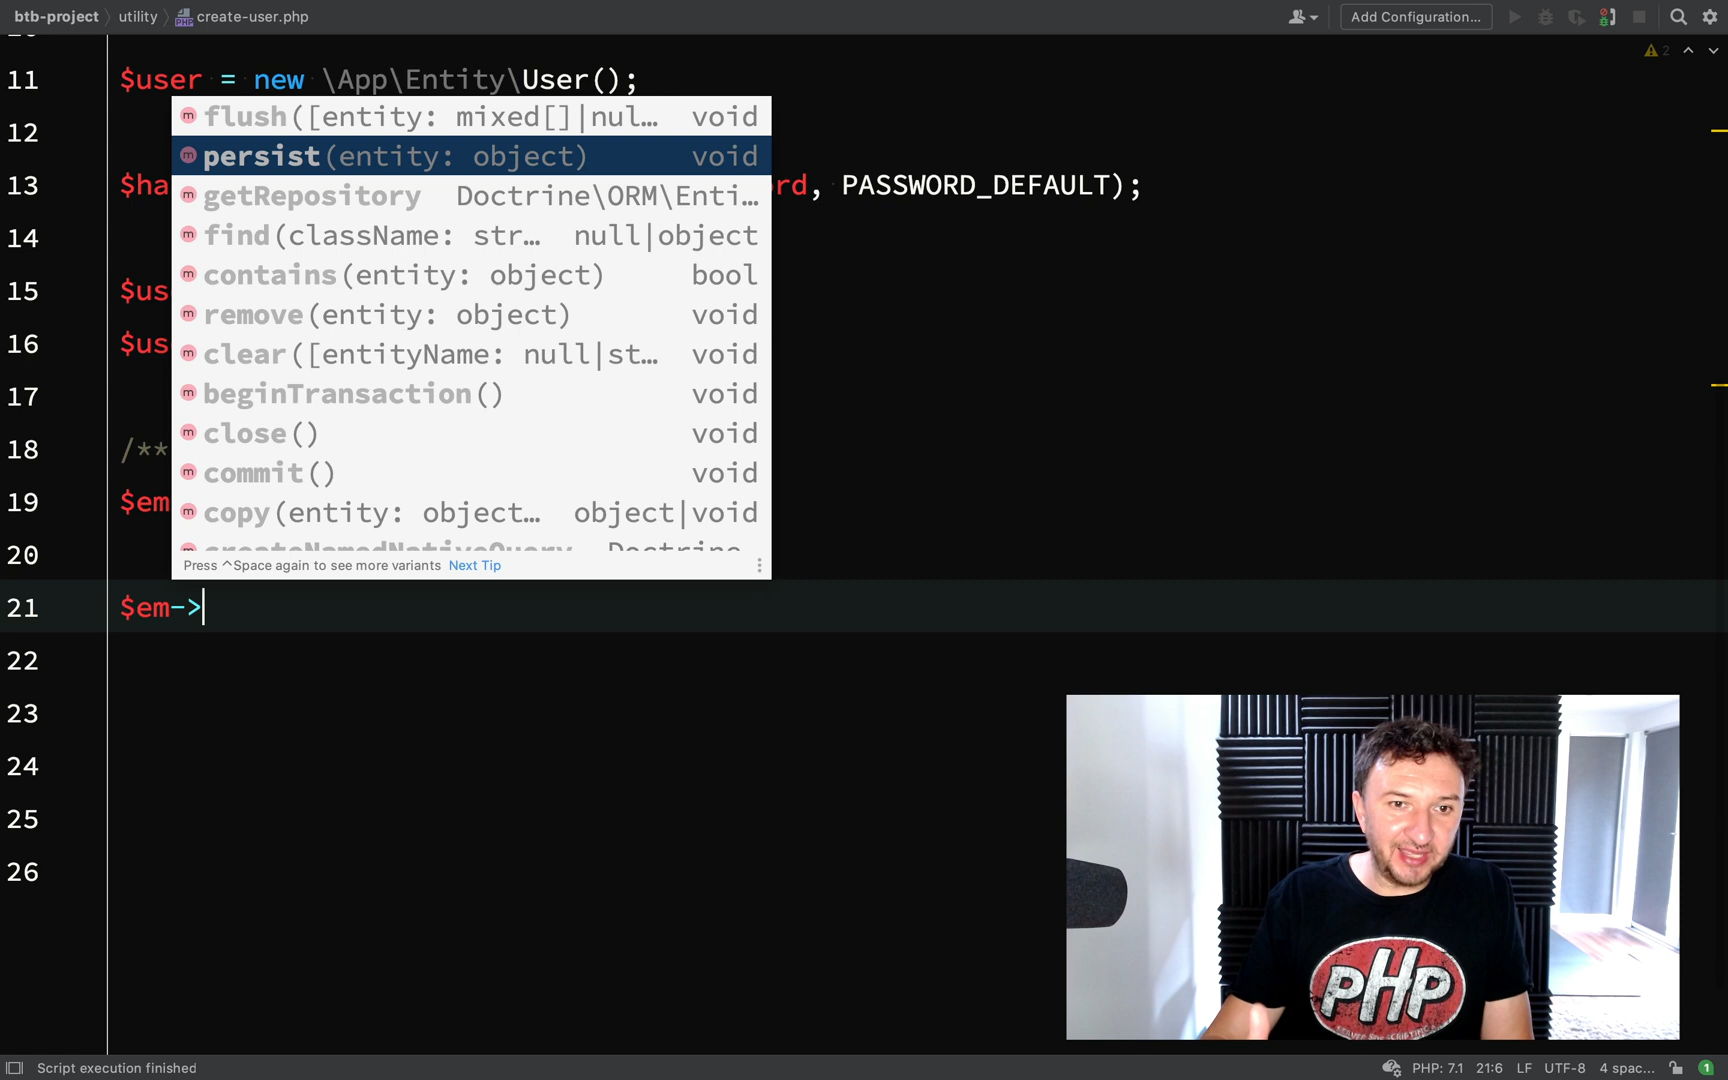 btb-project utility create-user.php Add Configuration...
2
11 $user = new \App\Entity\User();
flush([entity: mixed[]|nul… void
12
persist(entity: object) void
13 $ha rd, PASSWORD_DEFAULT);
getRepository Doctrine\ORM\Enti…
14
find(className: str… null|object
contains(entity: object) bool
15 $us
remove(entity: object) void
16 $us
clear([entityName: null|st… void
17
beginTransaction() void
close() void
18 /**
commit() void
19 $em
copy(entity: object… object|void
createNamedNativeQuery Doctrine
20
Press ^Space again to see more variants Next Tip
21 $em->
22
23
24
25
26
PHP
Script execution finished PHP: 7.1 21:6 LF UTF-8 4 spac... 1